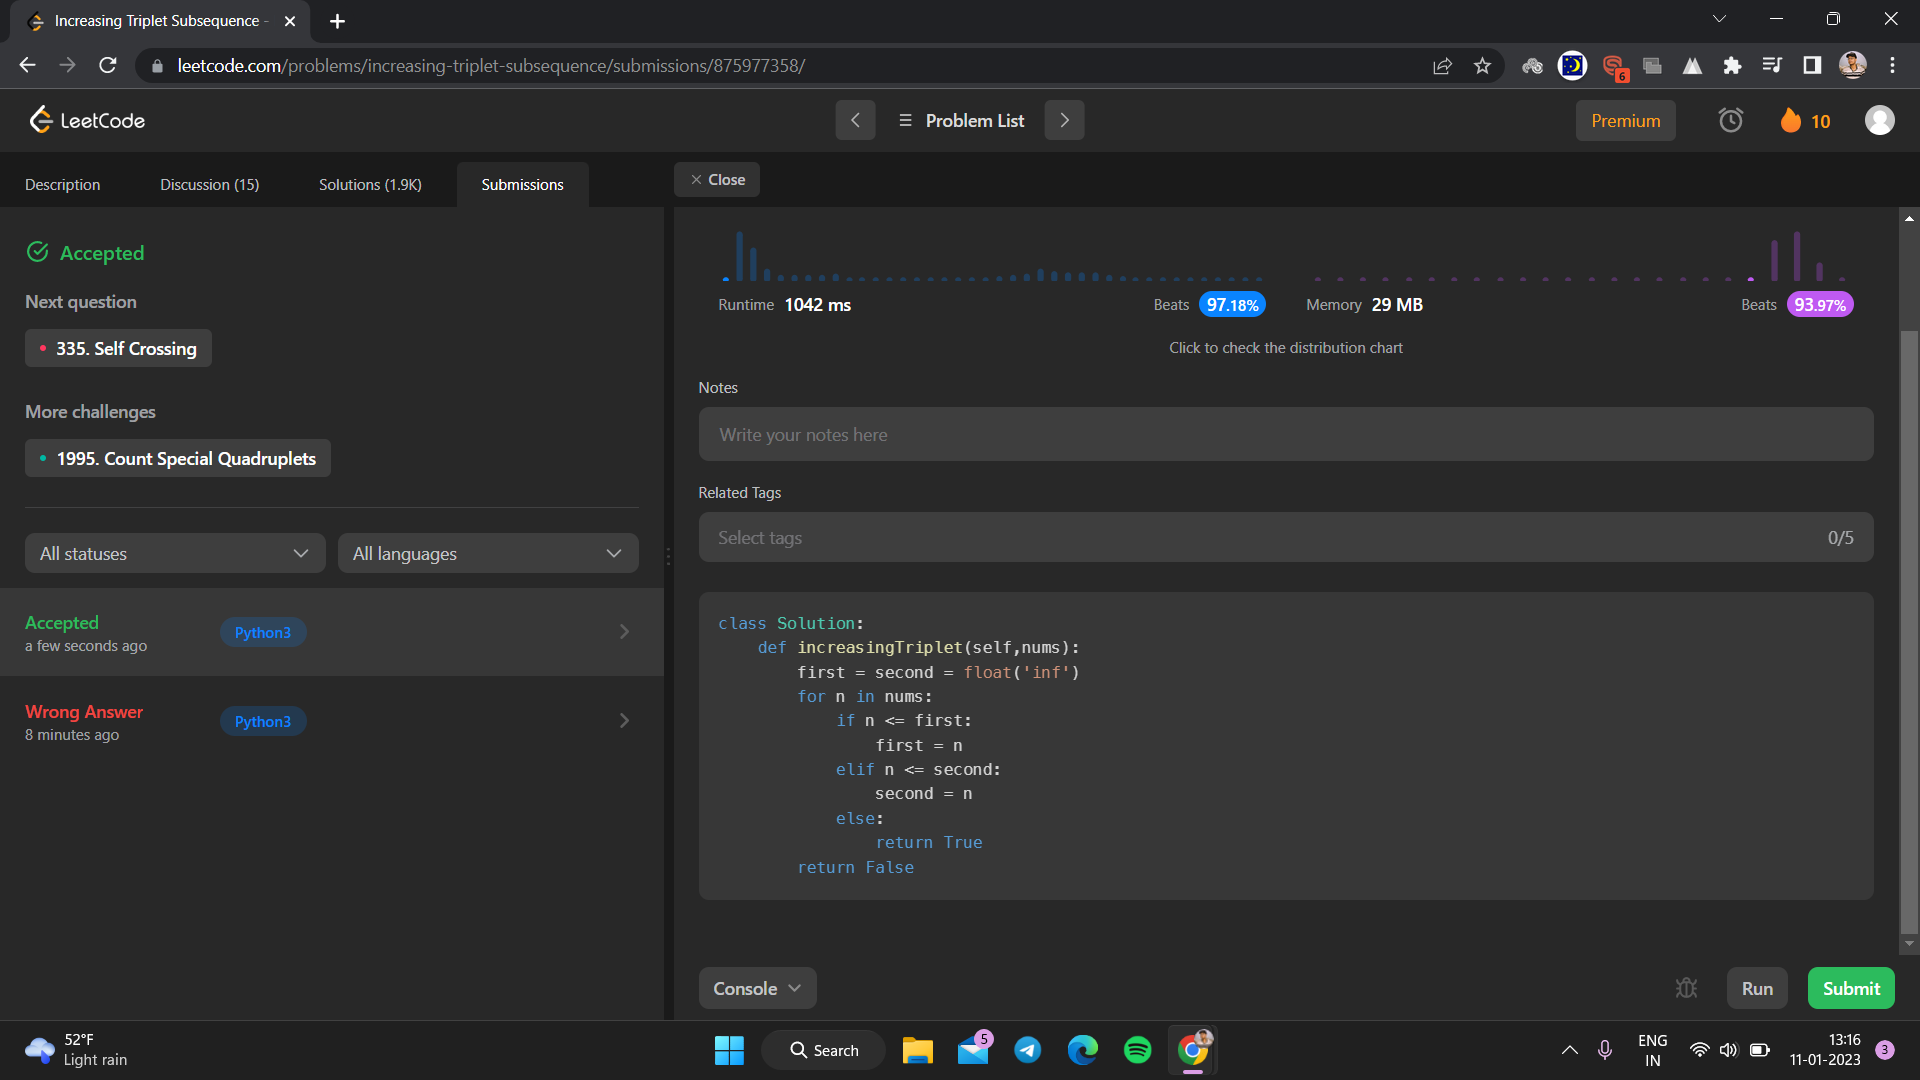 Increasing Triplet Subsequence -
leetcode.com/problems/increasing-triplet-subsequence/submissions/875977358/
6
LeetCode
Problem List
Premium
10
Description
Discussion (15)
Solutions (1.9K)
Submissions
Close
Accepted
Next question
335. Self Crossing
More challenges
1995. Count Special Quadruplets
All statuses
All languages
Accepted
a few seconds ago
Python3
Wrong Answer
8 minutes ago
Python3
Runtime 1042 ms
Beats 97.18%
Memory 29 MB
Beats 93.97%
Click to check the distribution chart
Notes
Write your notes here
Related Tags
Select tags
0/5
class Solution:
    def increasingTriplet(self,nums):
        first = second = float('inf')
        for n in nums:
            if n <= first:
                first = n
            elif n <= second:
                second = n
            else:
                return True
        return False
Console
Run
Submit
52°F
Light rain
Search
5
ENG
IN
13:16
11-01-2023
3